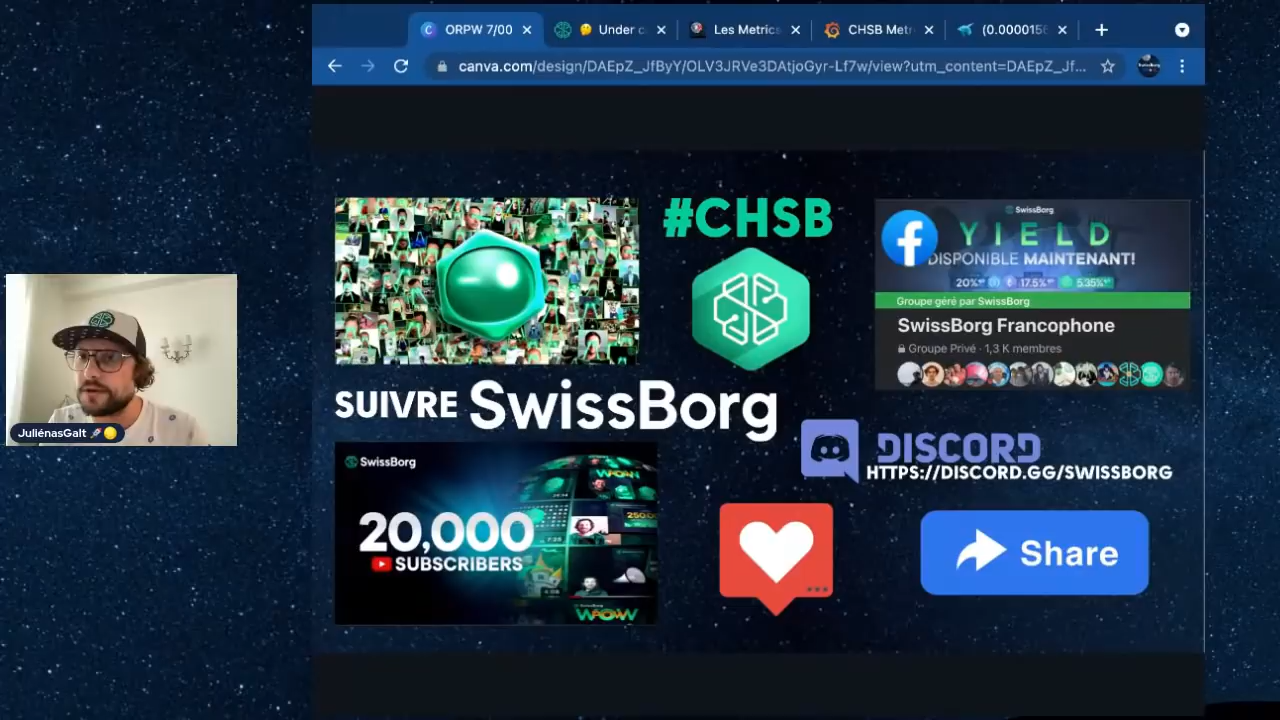 ORPW 7/00
Under c
Les Metrics
CHSB Metr
(0.0000156
canva.com/design/DAEpZ_JfByY/OLV3JRVe3DAtjoGyr-Lf7w/view?utm_content=DAEpZ_Jf...
#CHSB
SwissBorg
YIELD
DISPONIBLE MAINTENANT!
20%
17.5%
5.35%
Groupe géré par SwissBorg
SwissBorg Francophone
Groupe Privé · 1,3 K membres
SUIVRE SwissBorg
JuliénasGalt
DISCORD
HTTPS://DISCORD.GG/SWISSBORG
SwissBorg
20,000
SUBSCRIBERS
WPOW
Share